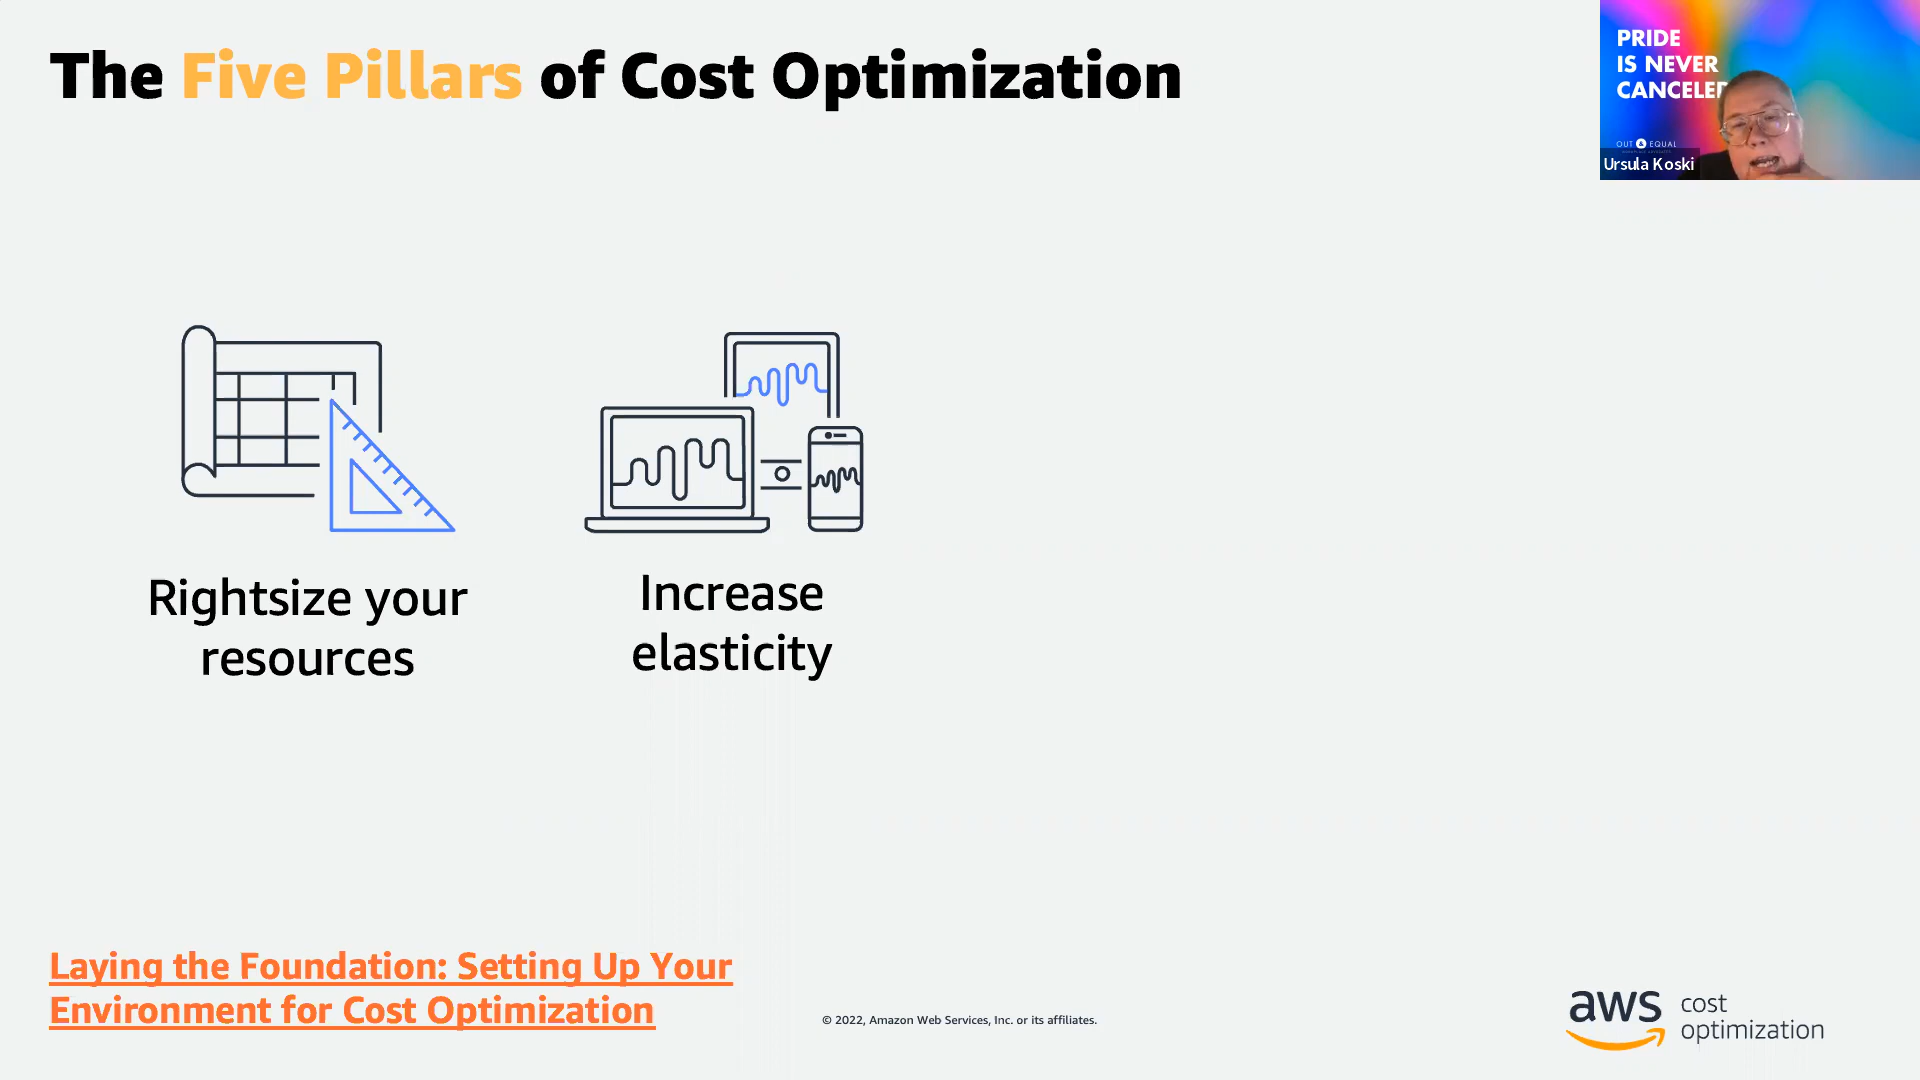 The Five Pillars of Cost Optimization
PRIDE
IS NEVER
CANCELED
OUT & EQUAL
Ursula Koski
Rightsize your
resources
Increase
elasticity
Laying the Foundation: Setting Up Your
Environment for Cost Optimization
© 2022, Amazon Web Services, Inc. or its affiliates.
aws
cost
optimization